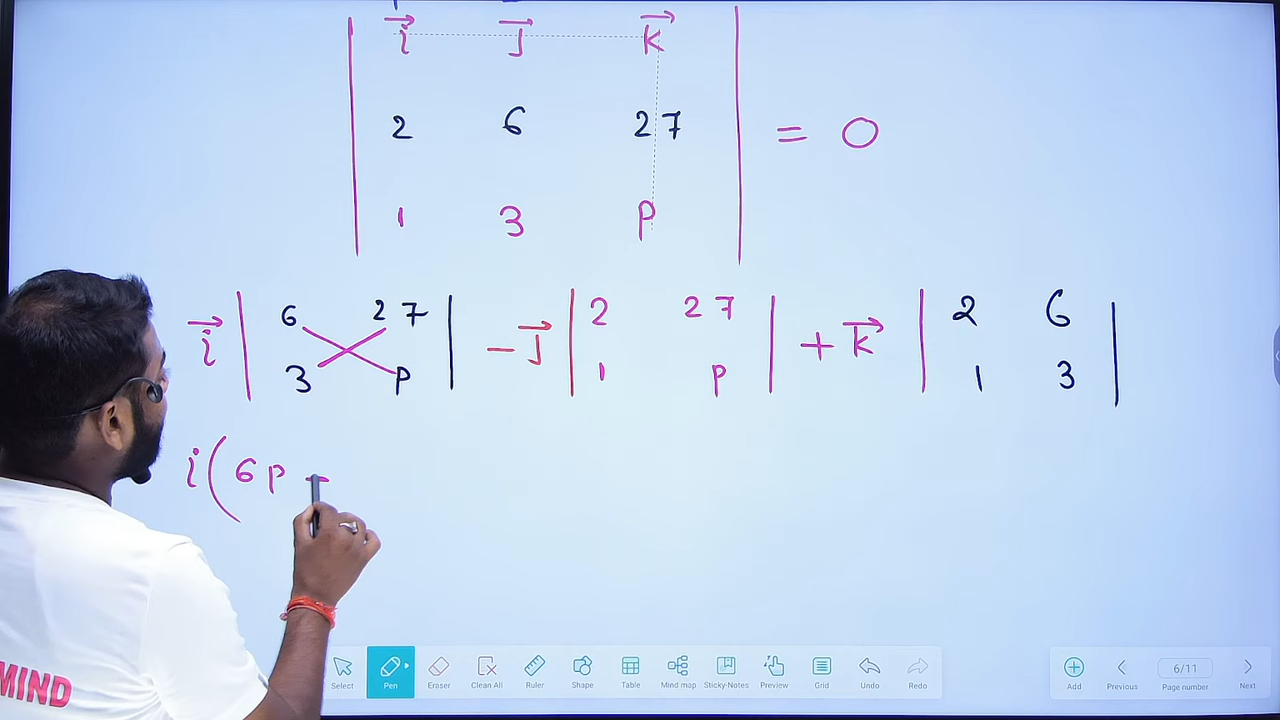 i j k
2 6 27 = 0
1 3 P
i | 6 27 | - j | 2 27 | + k | 2 6 |
3 P 1 P 1 3
i ( 6 P -
MIND
Select Pen Eraser Clean All Ruler Shape Table Mind map Sticky-Notes Preview Grid Undo Redo Add Previous 6/11 Page number Next